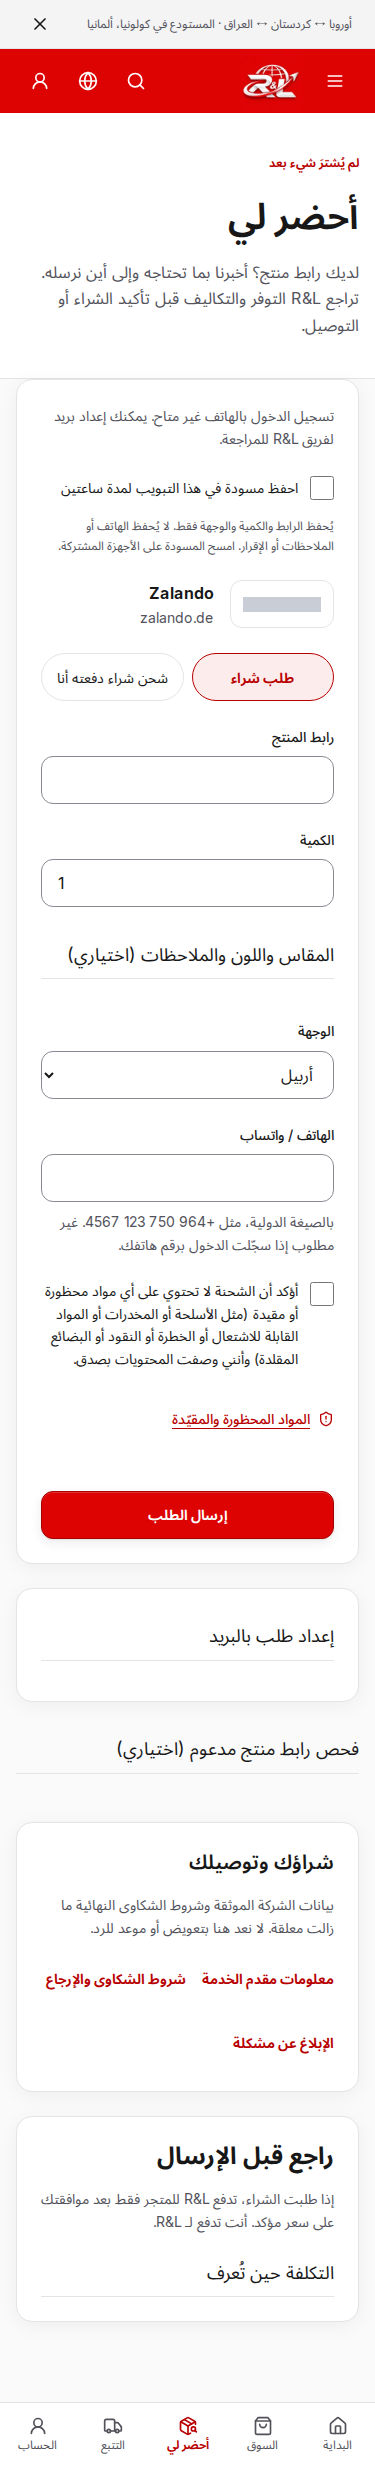 أوروبا ↔ كردستان ↔ العراق · المستودع في كولونيا، ألمانيا
R&L
لم يُشترَ شيء بعد
أحضر لي
لديك رابط منتج؟ أخبرنا بما تحتاجه وإلى أين نرسله.
تراجع R&L التوفر والتكاليف قبل تأكيد الشراء أو
التوصيل.
تسجيل الدخول بالهاتف غير متاح. يمكنك إعداد بريد
لفريق R&L للمراجعة.
احفظ مسودة في هذا التبويب لمدة ساعتين
يُحفظ الرابط والكمية والوجهة فقط. لا يُحفظ الهاتف أو
الملاحظات أو الإقرار. امسح المسودة على الأجهزة المشتركة.
Zalando
zalando.de
طلب شراء
شحن شراء دفعته أنا
رابط المنتج
الكمية
1
المقاس واللون والملاحظات (اختياري)
الوجهة
أربيل
الهاتف / واتساب
بالصيغة الدولية، مثل +964 750 123 4567. غير
مطلوب إذا سجّلت الدخول برقم هاتفك.
أؤكد أن الشحنة لا تحتوي على أي مواد محظورة
أو مقيدة (مثل الأسلحة أو المخدرات أو المواد
القابلة للاشتعال أو الخطرة أو النقود أو البضائع
المقلدة) وأنني وصفت المحتويات بصدق.
المواد المحظورة والمقيّدة
إرسال الطلب
إعداد طلب بالبريد
فحص رابط منتج مدعوم (اختياري)
شراؤك وتوصيلك
بيانات الشركة الموثقة وشروط الشكاوى النهائية ما
زالت معلقة. لا نعد هنا بتعويض أو موعد للرد.
معلومات مقدم الخدمة
شروط الشكاوى والإرجاع
الإبلاغ عن مشكلة
راجع قبل الإرسال
إذا طلبت الشراء، تدفع R&L للمتجر فقط بعد موافقتك
على سعر مؤكد. أنت تدفع لـ R&L.
التكلفة حين تُعرف
البداية
السوق
أحضر لي
التتبع
الحساب